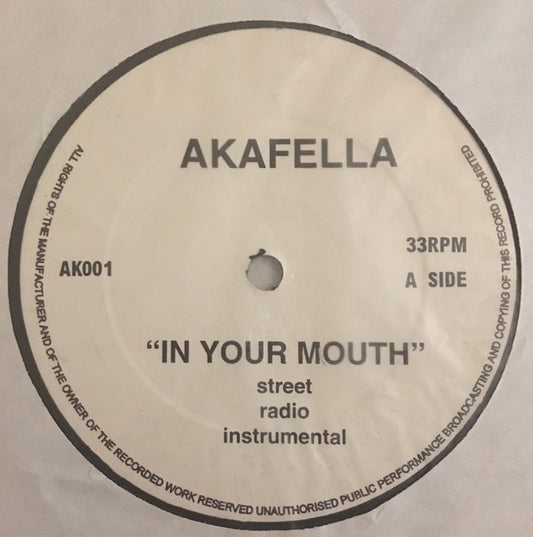 AKAFELLA
AK001
33RPM
A SIDE
"IN YOUR MOUTH"
street
radio
instrumental
ALL RIGHTS OF THE MANUFACTURER AND OF THE OWNER OF THE RECORDED WORK RESERVED UNAUTHORISED PUBLIC PERFORMANCE BROADCASTING AND COPYING OF THIS RECORD PROHIBITED